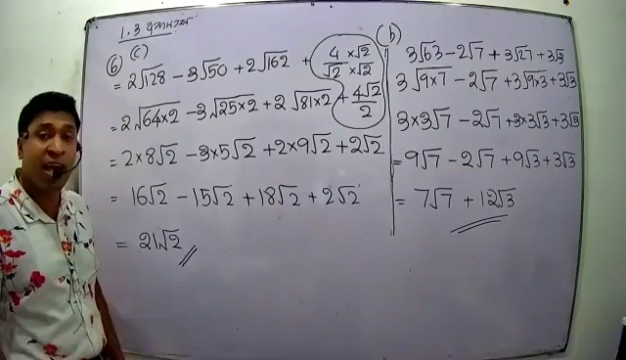 1.3 අභ්‍යාසය
6) (c)
= 2√128 − 3√50 + 2√162 + 4/√2 ×√2/×√2
= 2√64×2 − 3√25×2 + 2√81×2 + 4√2/2
= 2×8√2 − 3×5√2 + 2×9√2 + 2√2
= 16√2 − 15√2 + 18√2 + 2√2
= 21√2
(b)
3√63 − 2√7 + 3√27 + 3√3
3√9×7 − 2√7 + 3√9×3 + 3√3
3×3√7 − 2√7 + 3×3√3 + 3√3
= 9√7 − 2√7 + 9√3 + 3√3
= 7√7 + 12√3